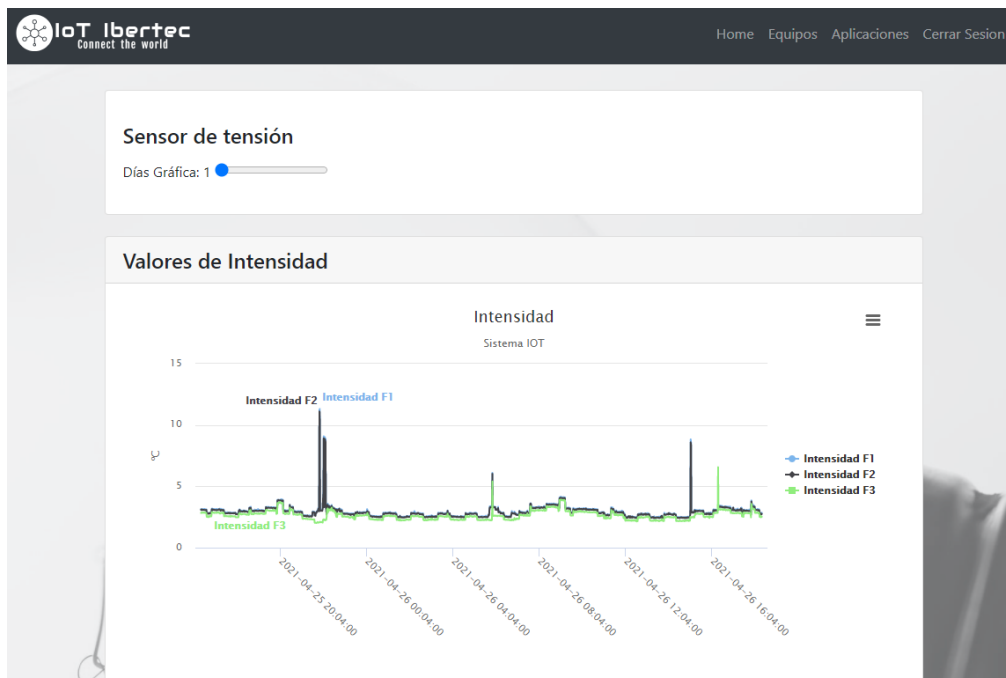 IoT Ibertec
Connect the world
Home Equipos Aplicaciones Cerrar Sesion
Sensor de tensión
Días Gráfica: 1
Valores de Intensidad
Intensidad
Sistema IOT
15
Intensidad F2 Intensidad F1
10
ºC
Intensidad F1
Intensidad F2
5
Intensidad F3
Intensidad F3
0
2021-04-25 20:04:00
2021-04-26 00:04:00
2021-04-26 04:04:00
2021-04-26 08:04:00
2021-04-26 12:04:00
2021-04-26 16:04:00